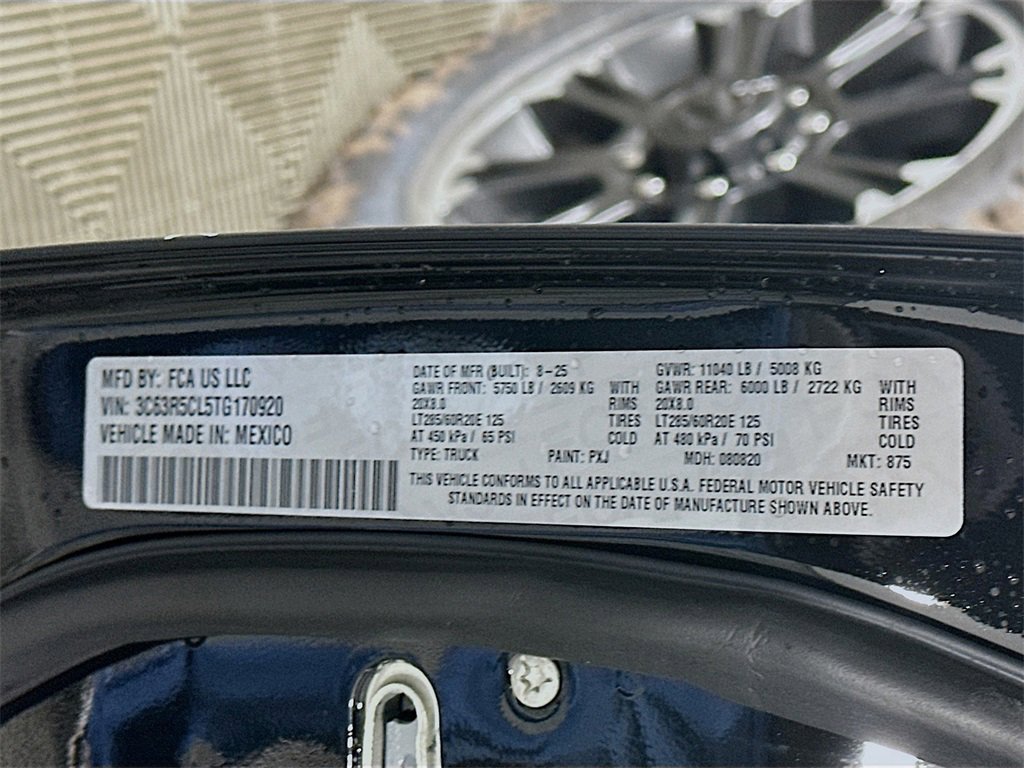 MFD BY: FCA US LLC
VIN: 3C63R5CL5TG170920
VEHICLE MADE IN: MEXICO
DATE OF MFR (BUILT): 8-25 GVWR: 11040 LB / 5008 KG
GAWR FRONT: 5750 LB / 2609 KG WITH GAWR REAR: 6000 LB / 2722 KG WITH
20X8.0 RIMS 20X8.0 RIMS
LT285/60R20E 125 TIRES LT285/60R20E 125 TIRES
AT 450 kPa / 65 PSI COLD AT 480 kPa / 70 PSI COLD
TYPE: TRUCK PAINT: PXJ MDH: 080820 MKT: 875
THIS VEHICLE CONFORMS TO ALL APPLICABLE U.S.A. FEDERAL MOTOR VEHICLE SAFETY
STANDARDS IN EFFECT ON THE DATE OF MANUFACTURE SHOWN ABOVE.